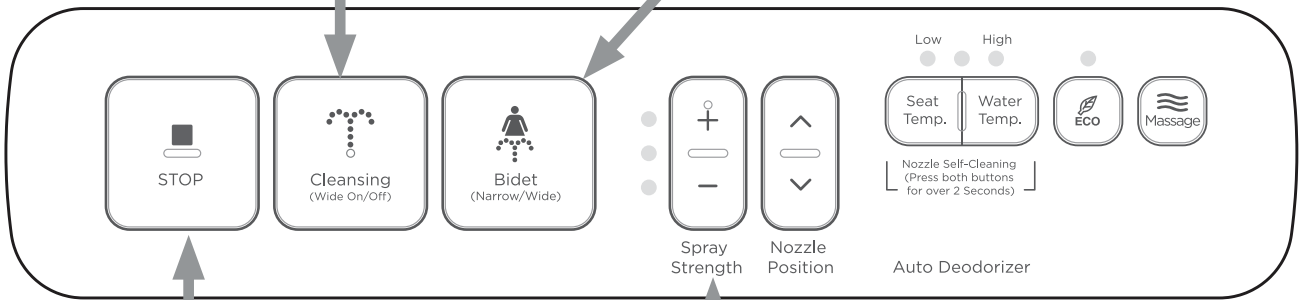 Low High
Seat
Temp.
Water
Temp.
ECO
Massage
STOP
Cleansing
(Wide On/Off)
Bidet
(Narrow/Wide)
+
−
Nozzle Self-Cleaning
(Press both buttons
for over 2 Seconds)
Spray
Strength
Nozzle
Position
Auto Deodorizer